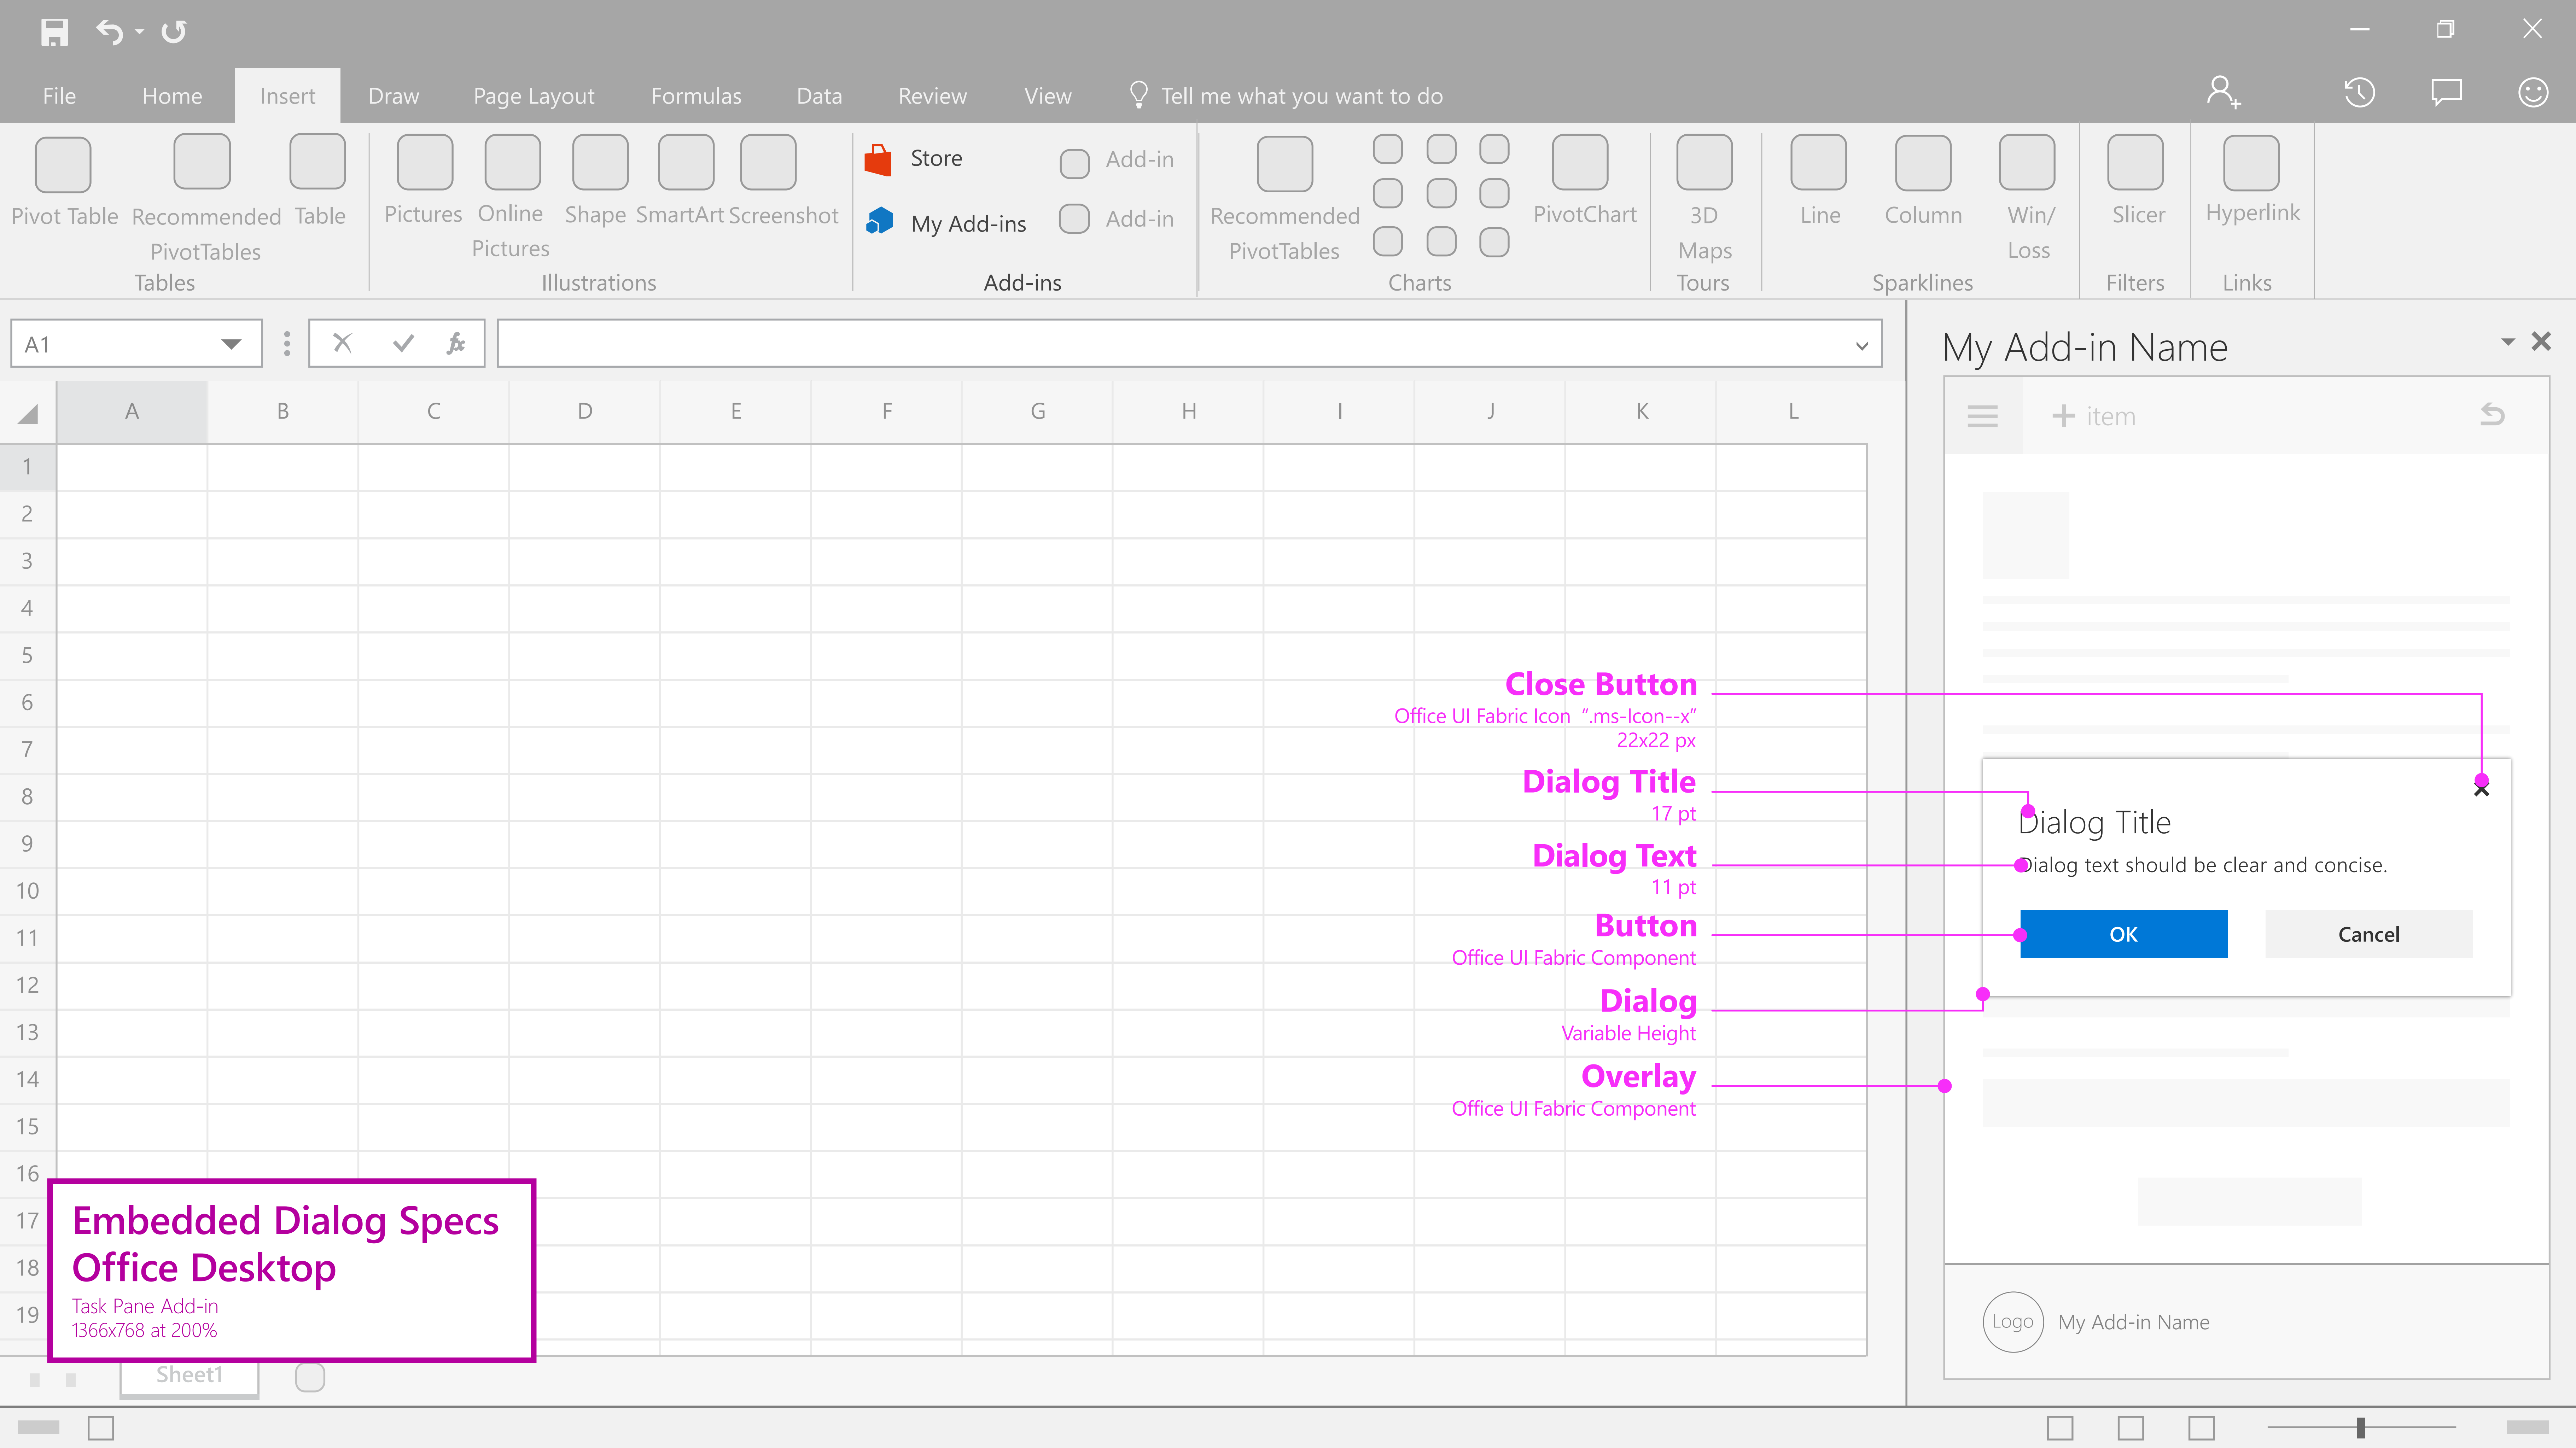 File Home Insert Draw Page Layout Formulas Data Review View Tell me what you want to do
Pivot Table
Recommended
PivotTables
Table
Tables
Pictures
Online
Pictures
Shape
SmartArt
Screenshot
Illustrations
Store
My Add-ins
Add-in
Add-in
Add-ins
Recommended
PivotTables
PivotChart
Charts
3D
Maps
Tours
Line
Column
Win/
Loss
Sparklines
Slicer
Filters
Hyperlink
Links
A1
fx
A B C D E F G H I J K L
1
2
3
4
5
6
7
8
9
10
11
12
13
14
15
16
17
18
19
Close Button
Office UI Fabric Icon “.ms-Icon--x”
22x22 px
Dialog Title
17 pt
Dialog Text
11 pt
Button
Office UI Fabric Component
Dialog
Variable Height
Overlay
Office UI Fabric Component
Embedded Dialog Specs
Office Desktop
Task Pane Add-in
1366x768 at 200%
Sheet1
My Add-in Name
item
Dialog Title
Dialog text should be clear and concise.
OK
Cancel
Logo
My Add-in Name